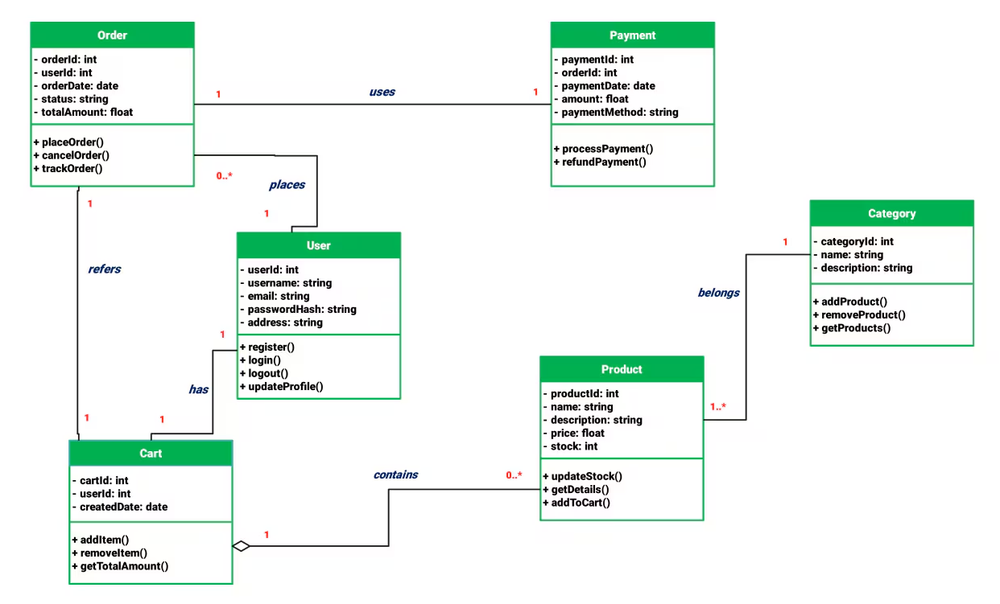 Order
- orderId: int
- userId: int
- orderDate: date
- status: string
- totalAmount: float
+ placeOrder()
+ cancelOrder()
+ trackOrder()
1
uses
1
Payment
- paymentId: int
- orderId: int
- paymentDate: date
- amount: float
- paymentMethod: string
+ processPayment()
+ refundPayment()
0..*
places
1
1
refers
1
User
- userId: int
- username: string
- email: string
- passwordHash: string
- address: string
+ register()
+ login()
+ logout()
+ updateProfile()
1
has
1
Category
- categoryId: int
- name: string
- description: string
+ addProduct()
+ removeProduct()
+ getProducts()
1
belongs
1..*
Product
- productId: int
- name: string
- description: string
- price: float
- stock: int
+ updateStock()
+ getDetails()
+ addToCart()
Cart
- cartId: int
- userId: int
- createdDate: date
+ addItem()
+ removeItem()
+ getTotalAmount()
1
contains
0..*